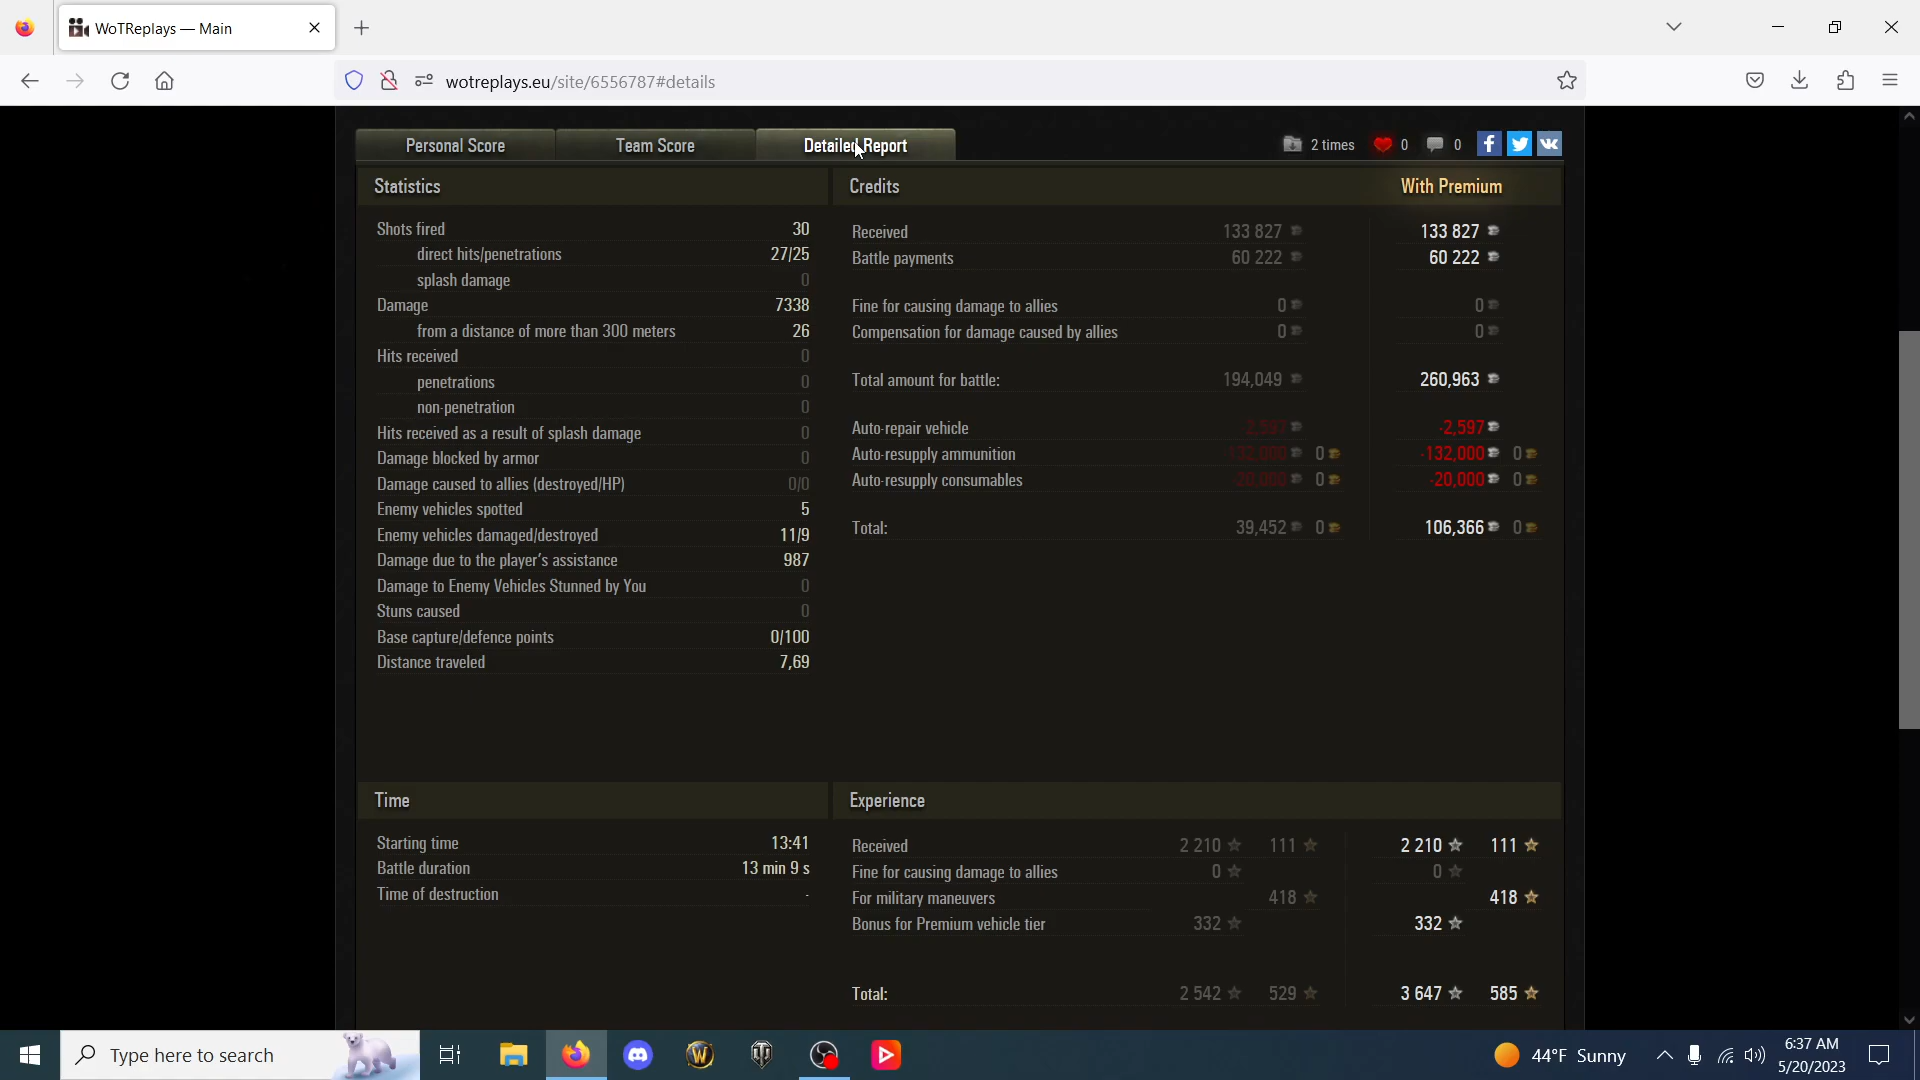 WoTReplays — Main
wotreplays.eu/site/6556787#details
Personal Score Team Score Detailed Report 2 times 0 0
Statistics
Shots fired 30
direct hits/penetrations 27/25
splash damage 0
Damage 7338
from a distance of more than 300 meters 26
Hits received 0
penetrations 0
non-penetration 0
Hits received as a result of splash damage 0
Damage blocked by armor 0
Damage caused to allies (destroyed/HP) 0/0
Enemy vehicles spotted 5
Enemy vehicles damaged/destroyed 11/9
Damage due to the player's assistance 987
Damage to Enemy Vehicles Stunned by You 0
Stuns caused 0
Base capture/defence points 0/100
Distance traveled 7,69
Credits With Premium
Received 133 827 133 827
Battle payments 60 222 60 222
Fine for causing damage to allies 0 0
Compensation for damage caused by allies 0 0
Total amount for battle: 194,049 260,963
Auto-repair vehicle -2,597 -2,597
Auto-resupply ammunition -132,000 0 -132,000 0
Auto-resupply consumables -20,000 0 -20,000 0
Total: 39,452 0 106,366 0
Time
Starting time 13:41
Battle duration 13 min 9 s
Time of destruction -
Experience
Received 2 210 111 2 210 111
Fine for causing damage to allies 0 0
For military maneuvers 418 418
Bonus for Premium vehicle tier 332 332
Total: 2 542 529 3 647 585
Type here to search
44°F Sunny
6:37 AM
5/20/2023